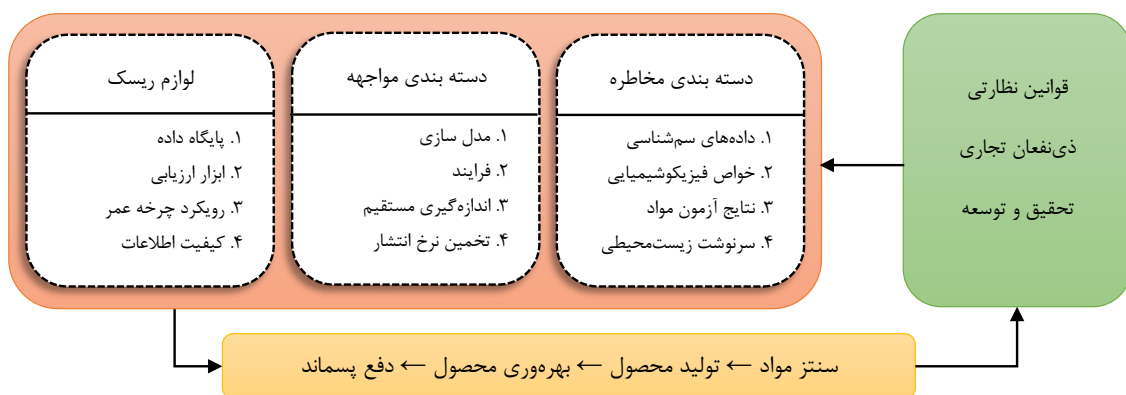 قوانین نظارتی
ذی‌نفعان تجاری
تحقیق و توسعه
دسته بندی مخاطره
۱. داده‌های سم‌شناسی
۲. خواص فیزیکوشیمیایی
۳. نتایج آزمون مواد
۴. سرنوشت زیست‌محیطی
دسته بندی مواجهه
۱. مدل سازی
۲. فرایند
۳. اندازه‌گیری مستقیم
۴. تخمین نرخ انتشار
لوازم ریسک
۱. پایگاه داده
۲. ابزار ارزیابی
۳. رویکرد چرخه عمر
۴. کیفیت اطلاعات
سنتز مواد ← تولید محصول ← بهره‌وری محصول ← دفع پسماند